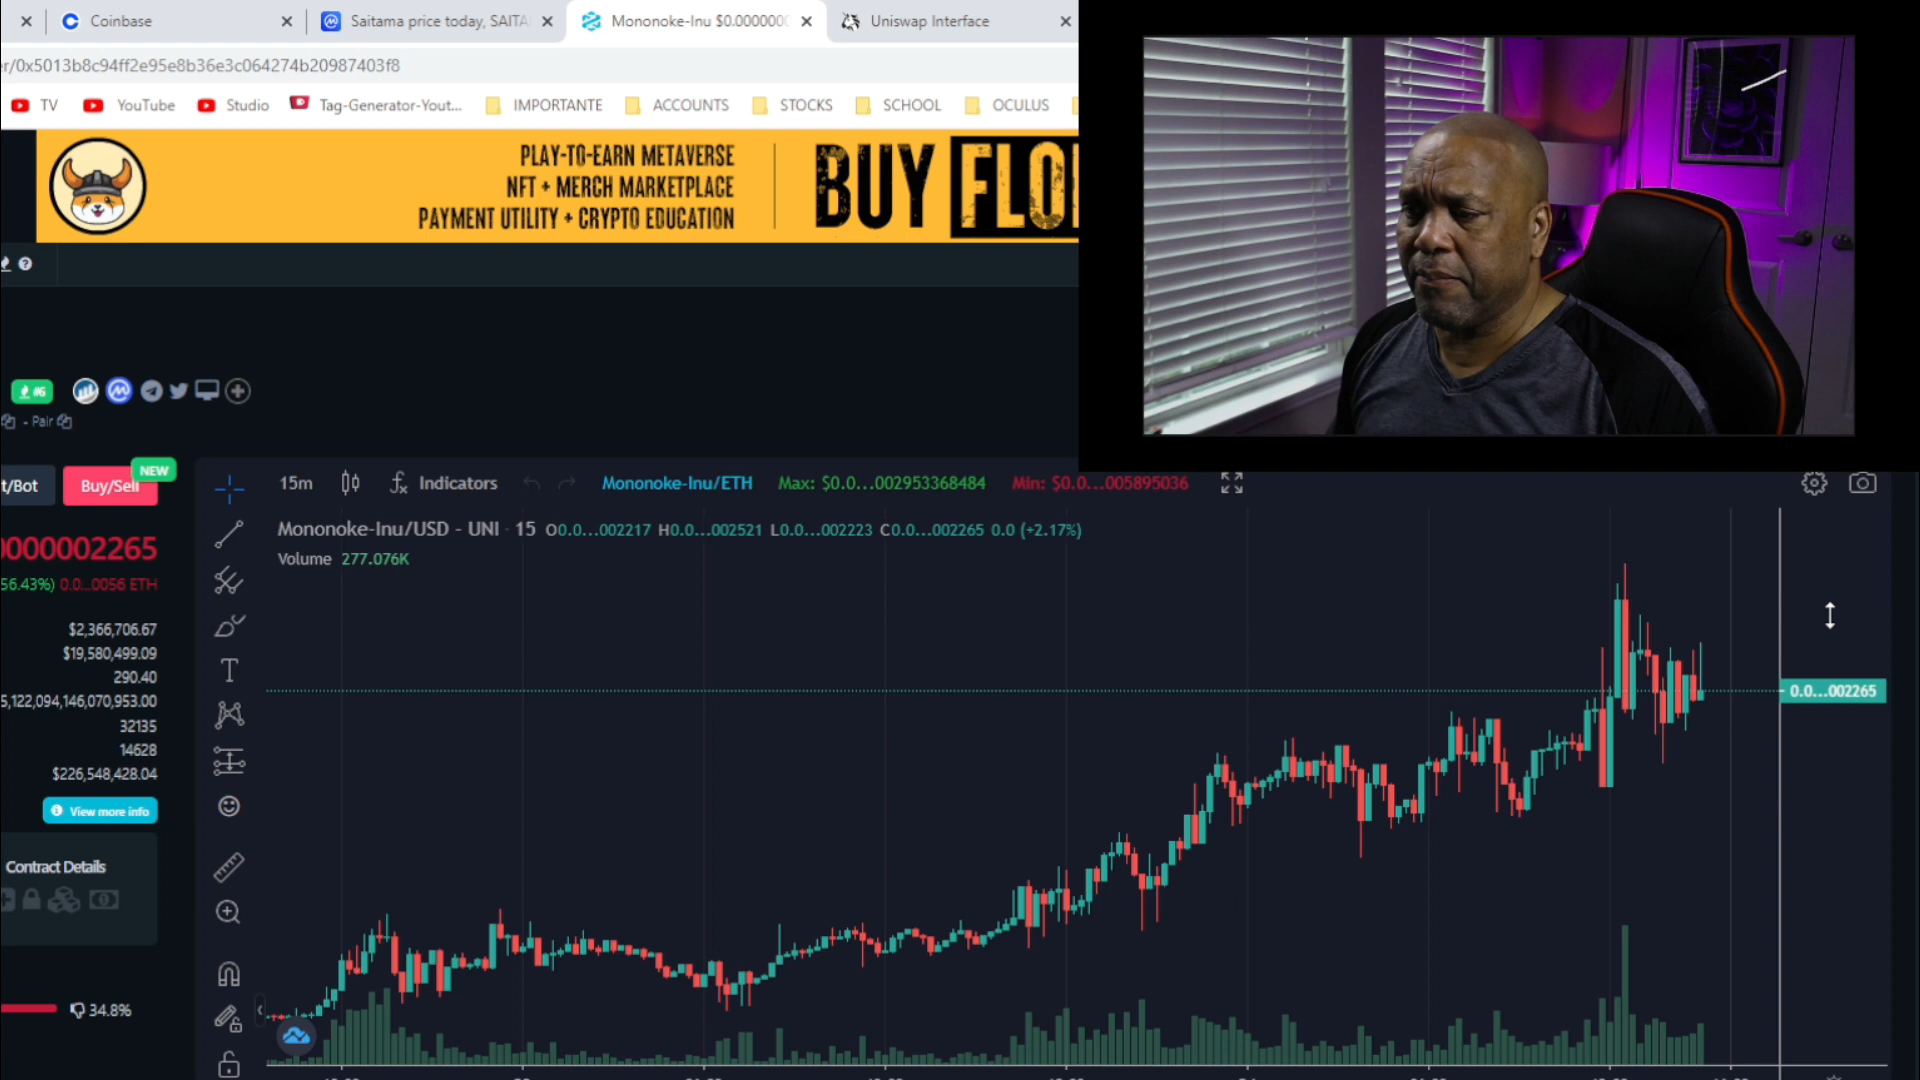 Coinbase
Saitama price today, SAITA
Mononoke-Inu $0.0000000
Uniswap Interface
er/0x5013b8c94ff2e95e8b36e3c064274b20987403f8
TV
YouTube
Studio
Tag-Generator-Yout...
IMPORTANTE
ACCOUNTS
STOCKS
SCHOOL
OCULUS
PLAY-TO-EARN METAVERSE
NFT + MERCH MARKETPLACE
PAYMENT UTILITY + CRYPTO EDUCATION
BUY FLO
#6
- Pair
t/Bot
Buy/Sell
NEW
15m
Indicators
Mononoke-Inu/ETH
Max: $0.0...002953368484
Min: $0.0...005895036
Mononoke-Inu/USD - UNI · 15 O0.0...002217 H0.0...002521 L0.0...002223 C0.0...002265 0.0 (+2.17%)
Volume 277.076K
0000002265
56.43%) 0.0...0056 ETH
$2,366,706.67
$19,580,499.09
290.40
5,122,094,146,070,953.00
32135
14628
$226,548,428.04
View more info
0.0...002265
Contract Details
34.8%